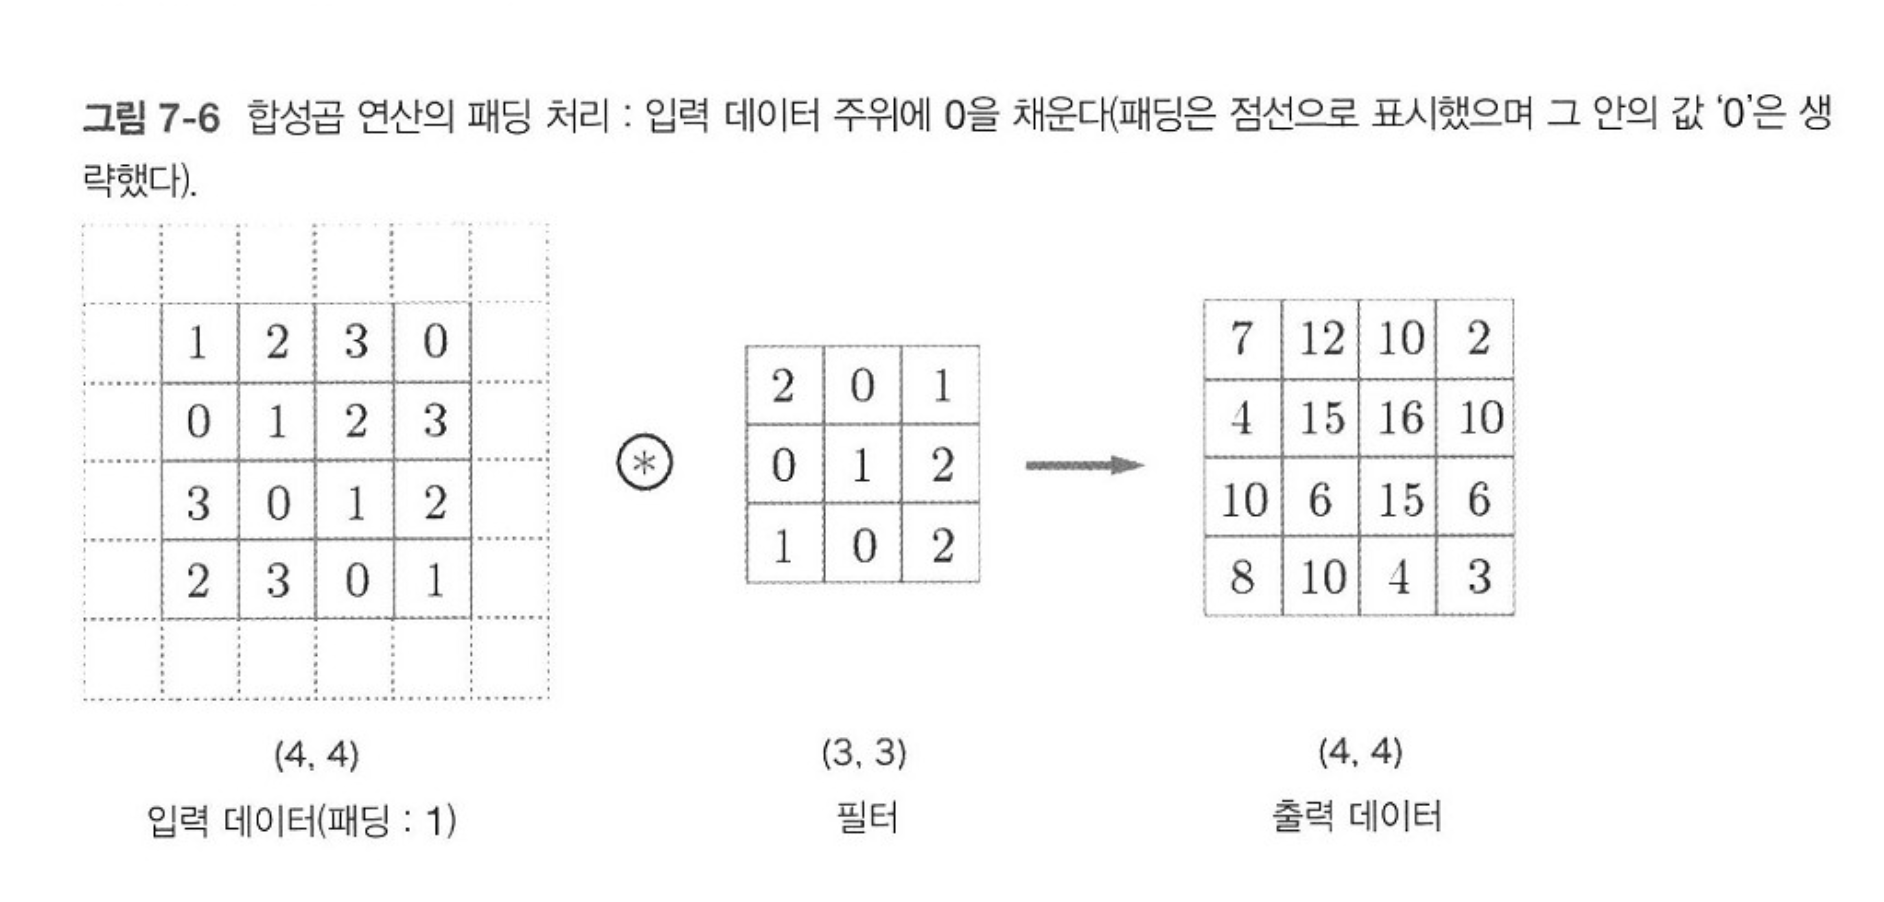 그림 7-6 합성곱 연산의 패딩 처리 : 입력 데이터 주위에 0을 채운다(패딩은 점선으로 표시했으며 그 안의 값 '0'은 생
략했다).
1 2 3 0
0 1 2 3
3 0 1 2
2 3 0 1
(4, 4)
입력 데이터(패딩 : 1)
⊛
2 0 1
0 1 2
1 0 2
(3, 3)
필터
7 12 10 2
4 15 16 10
10 6 15 6
8 10 4 3
(4, 4)
출력 데이터